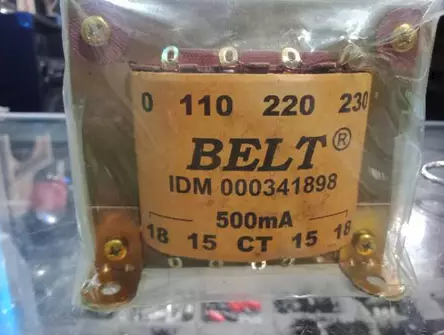 0 110 220 230
BELT®
IDM 000341898
500mA
18 15 CT 15 18